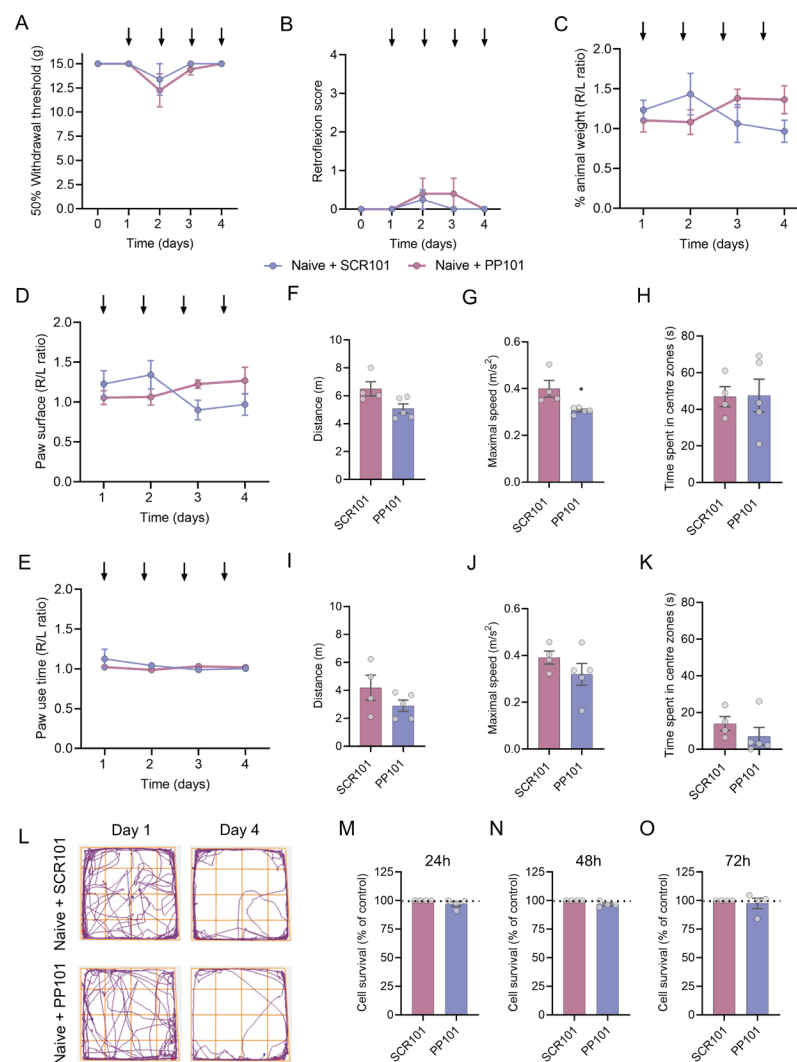 A
50% Withdrawal threshold (g)
15.0
12.5
10.0
7.5
5.0
2.5
0.0
0 1 2 3 4
Time (days)
B
Retroflexion score
4
3
2
1
0
0 1 2 3 4
Time (days)
C
% animal weight (R/L ratio)
2.0
1.5
1.0
0.5
0.0
1 2 3 4
Time (days)
Naive + SCR101 Naive + PP101
D
Paw surface (R/L ratio)
2.0
1.5
1.0
0.5
0.0
1 2 3 4
Time (days)
F
Distance (m)
10
8
6
4
2
0
SCR101 PP101
G
Maximal speed (m/s²)
0.6
0.4
0.2
0.0
*
SCR101 PP101
H
Time spent in centre zones (s)
80
60
40
20
0
SCR101 PP101
E
Paw use time (R/L ratio)
2.0
1.5
1.0
0.5
0.0
1 2 3 4
Time (days)
I
Distance (m)
10
8
6
4
2
0
SCR101 PP101
J
Maximal speed (m/s²)
0.6
0.4
0.2
0.0
SCR101 PP101
K
Time spent in centre zones (s)
80
60
40
20
0
SCR101 PP101
L
Day 1 Day 4
Naive + SCR101
Naive + PP101
M
24h
Cell survival (% of control)
125
100
75
50
25
0
SCR101 PP101
N
48h
Cell survival (% of control)
125
100
75
50
25
0
SCR101 PP101
O
72h
Cell survival (% of control)
125
100
75
50
25
0
SCR101 PP101